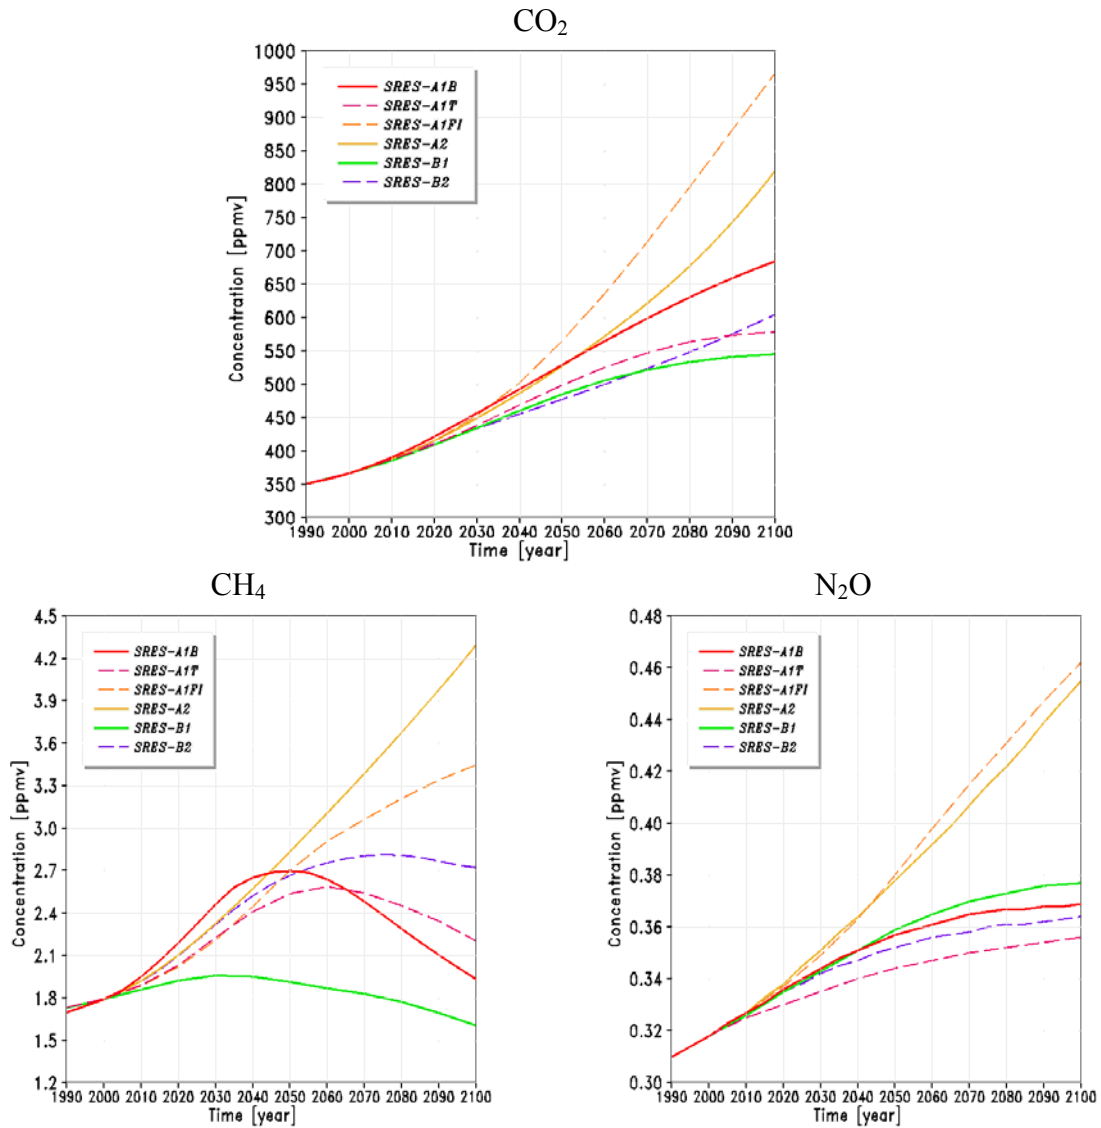 CO₂
1000
950
900
850
800
750
700
650
600
550
500
450
400
350
300
Concentration [ppmv]
SRES-A1B
SRES-A1T
SRES-A1FI
SRES-A2
SRES-B1
SRES-B2
1990 2000 2010 2020 2030 2040 2050 2060 2070 2080 2090 2100
Time [year]
CH₄
4.5
4.2
3.9
3.6
3.3
3.0
2.7
2.4
2.1
1.8
1.5
1.2
Concentration [ppmv]
SRES-A1B
SRES-A1T
SRES-A1FI
SRES-A2
SRES-B1
SRES-B2
1990 2000 2010 2020 2030 2040 2050 2060 2070 2080 2090 2100
Time [year]
N₂O
0.48
0.46
0.44
0.42
0.40
0.38
0.36
0.34
0.32
0.30
Concentration [ppmv]
SRES-A1B
SRES-A1T
SRES-A1FI
SRES-A2
SRES-B1
SRES-B2
1990 2000 2010 2020 2030 2040 2050 2060 2070 2080 2090 2100
Time [year]